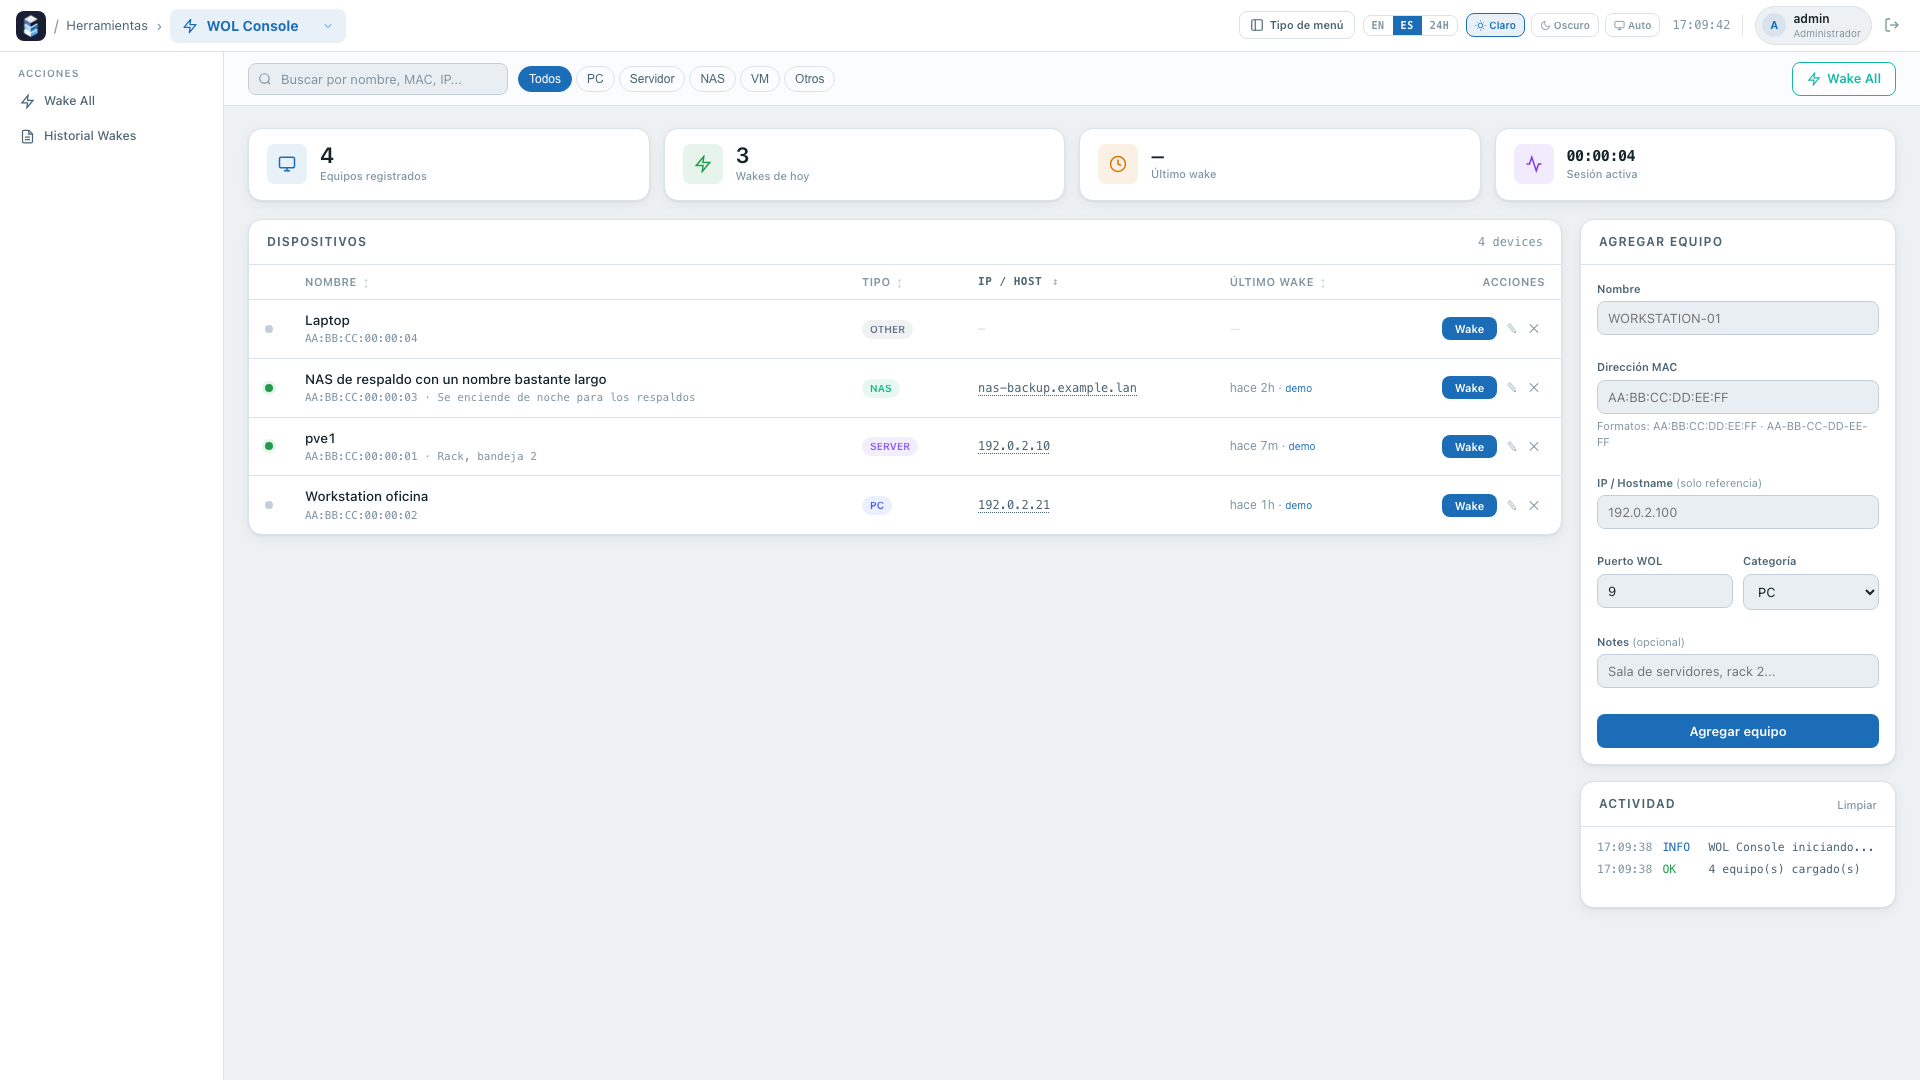 / Herramientas › WOL Console
Tipo de menú
EN ES 24H
Claro Oscuro Auto
17:09:42
A admin
Administrador
ACCIONES
Wake All
Historial Wakes
Buscar por nombre, MAC, IP...
Todos PC Servidor NAS VM Otros
Wake All
4
Equipos registrados
3
Wakes de hoy
—
Último wake
00:00:04
Sesión activa
DISPOSITIVOS
4 devices
NOMBRE ↕ TIPO ↕ IP / HOST ↕ ÚLTIMO WAKE ↕ ACCIONES
Laptop
AA:BB:CC:00:00:04
OTHER — — Wake
NAS de respaldo con un nombre bastante largo
AA:BB:CC:00:00:03 · Se enciende de noche para los respaldos
NAS nas-backup.example.lan hace 2h · demo Wake
pve1
AA:BB:CC:00:00:01 · Rack, bandeja 2
SERVER 192.0.2.10 hace 7m · demo Wake
Workstation oficina
AA:BB:CC:00:00:02
PC 192.0.2.21 hace 1h · demo Wake
AGREGAR EQUIPO
Nombre
WORKSTATION-01
Dirección MAC
AA:BB:CC:DD:EE:FF
Formatos: AA:BB:CC:DD:EE:FF · AA-BB-CC-DD-EE-
FF
IP / Hostname (solo referencia)
192.0.2.100
Puerto WOL Categoría
9 PC
Notes (opcional)
Sala de servidores, rack 2...
Agregar equipo
ACTIVIDAD
Limpiar
17:09:38 INFO WOL Console iniciando...
17:09:38 OK 4 equipo(s) cargado(s)